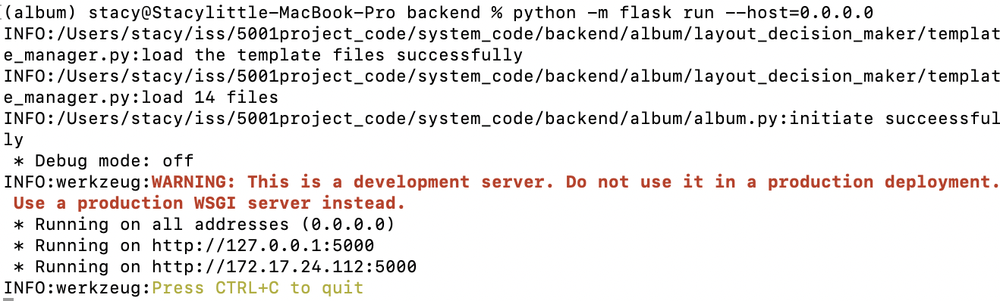 (album) stacy@Stacylittle-MacBook-Pro backend % python -m flask run --host=0.0.0.0
INFO:/Users/stacy/iss/5001project_code/system_code/backend/album/layout_decision_maker/templat
e_manager.py:load the template files successfully
INFO:/Users/stacy/iss/5001project_code/system_code/backend/album/layout_decision_maker/templat
e_manager.py:load 14 files
INFO:/Users/stacy/iss/5001project_code/system_code/backend/album/album.py:initiate succeessful
ly
 * Debug mode: off
INFO:werkzeug:WARNING: This is a development server. Do not use it in a production deployment.
 Use a production WSGI server instead.
 * Running on all addresses (0.0.0.0)
 * Running on http://127.0.0.1:5000
 * Running on http://172.17.24.112:5000
INFO:werkzeug:Press CTRL+C to quit